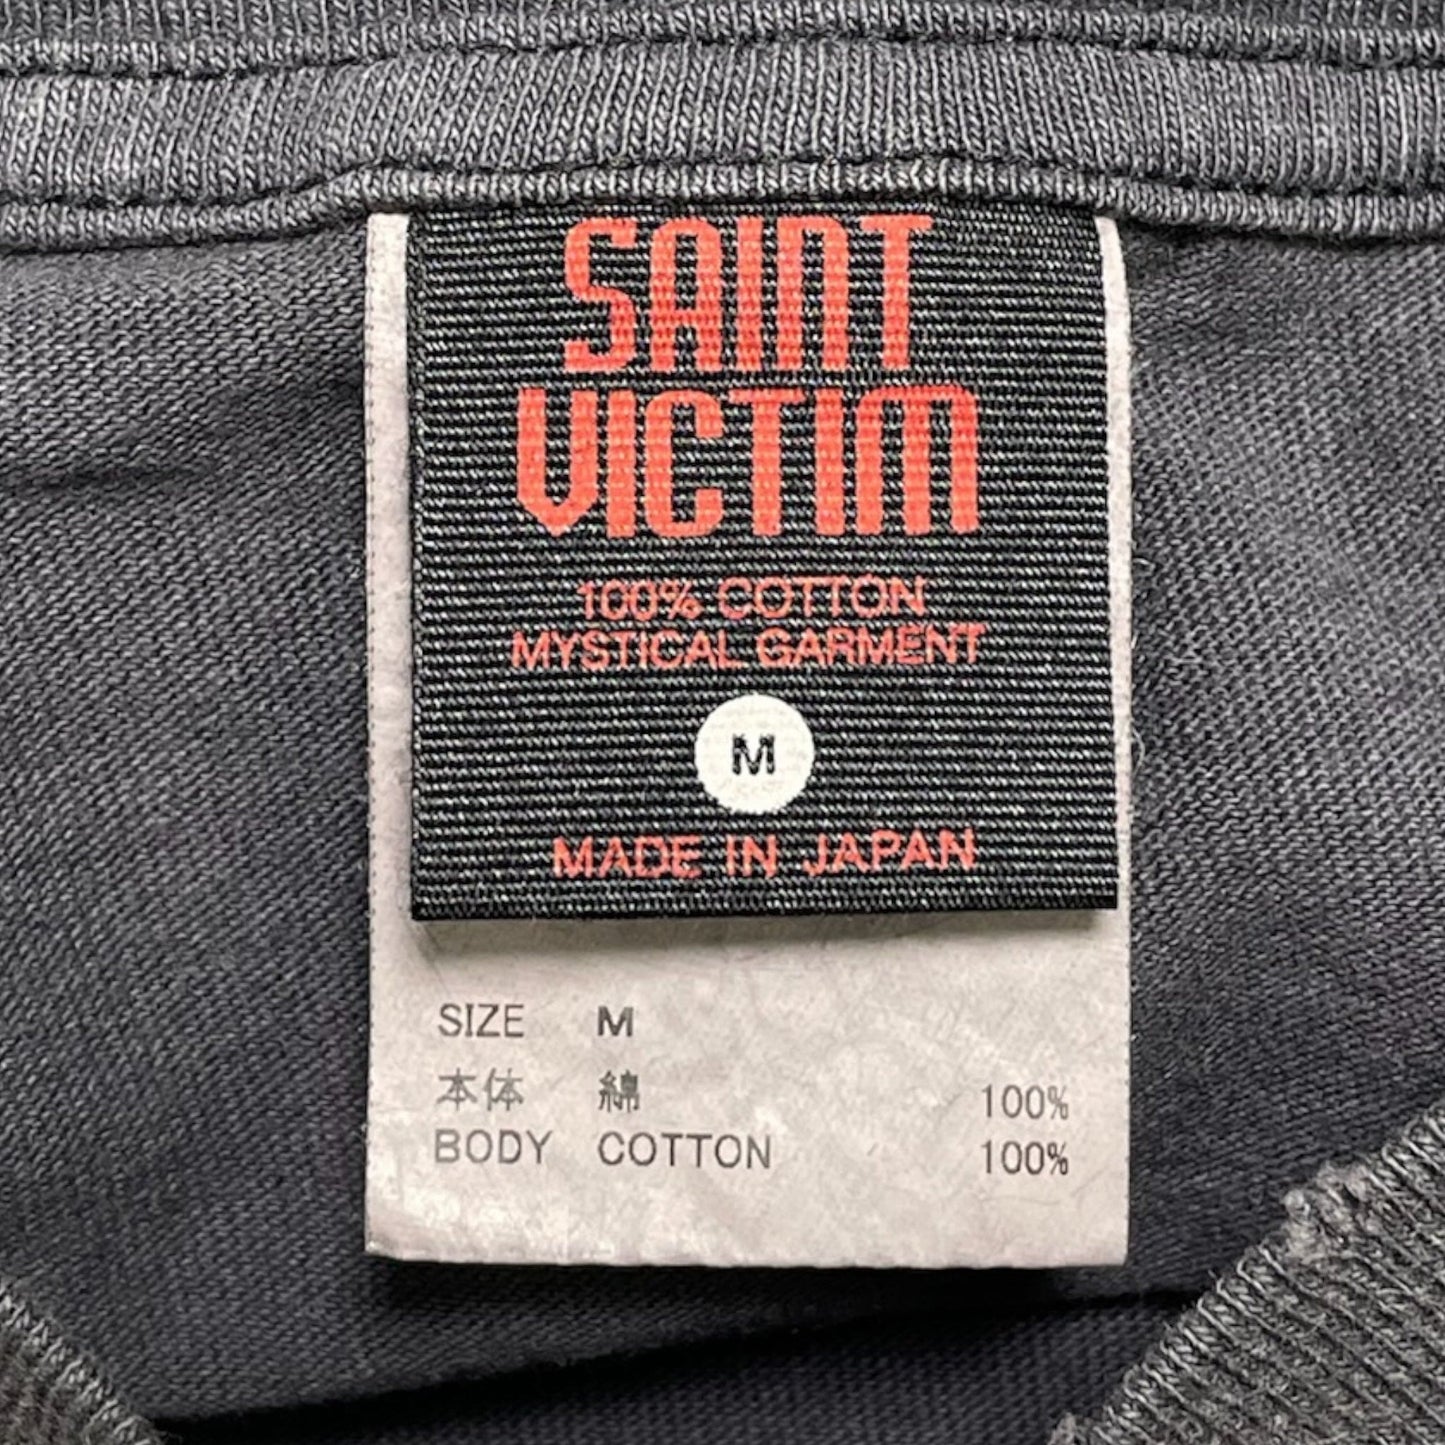 SAINT
VICTIM
100% COTTON
MYSTICAL GARMENT
M
MADE IN JAPAN
SIZE M
本体 綿 100%
BODY COTTON 100%